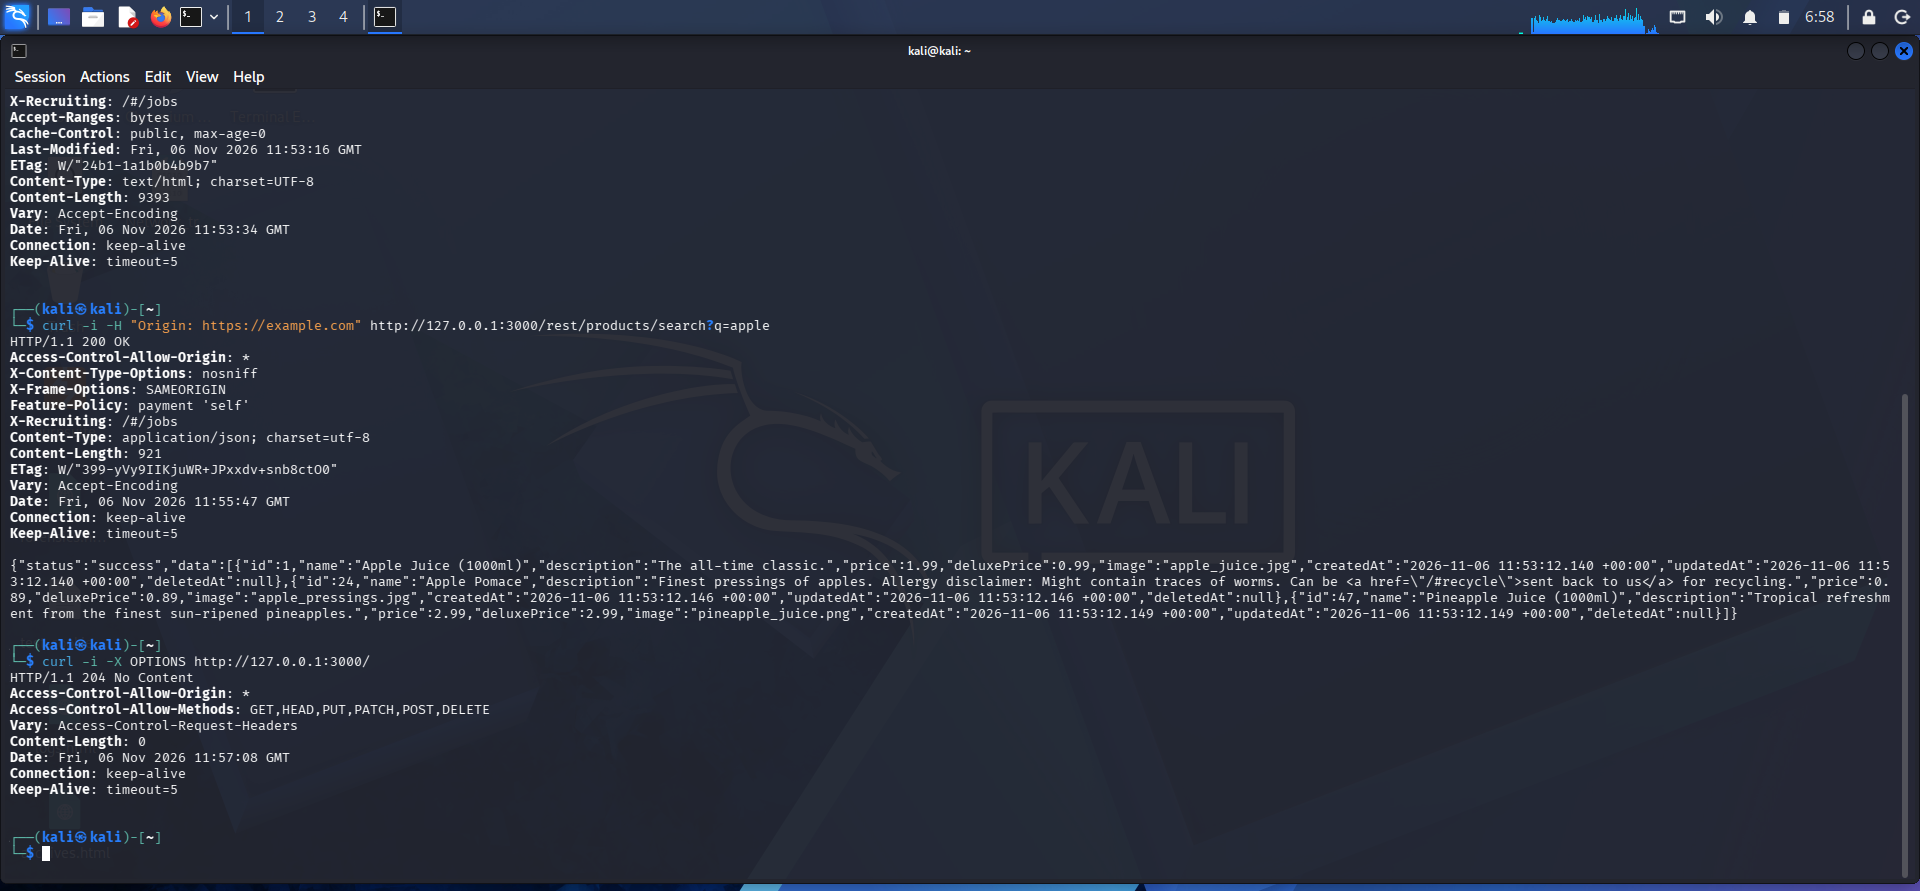 1 2 3 4 6:58
kali@kali: ~
Session Actions Edit View Help
X-Recruiting: /#/jobs
Accept-Ranges: bytes
Cache-Control: public, max-age=0
Last-Modified: Fri, 06 Nov 2026 11:53:16 GMT
ETag: W/"24b1-1a1b0b4b9b7"
Content-Type: text/html; charset=UTF-8
Content-Length: 9393
Vary: Accept-Encoding
Date: Fri, 06 Nov 2026 11:53:34 GMT
Connection: keep-alive
Keep-Alive: timeout=5
┌──(kali㉿kali)-[~]
└─$ curl -i -H "Origin: https://example.com" http://127.0.0.1:3000/rest/products/search?q=apple
HTTP/1.1 200 OK
Access-Control-Allow-Origin: *
X-Content-Type-Options: nosniff
X-Frame-Options: SAMEORIGIN
Feature-Policy: payment 'self'
X-Recruiting: /#/jobs
Content-Type: application/json; charset=utf-8
Content-Length: 921
ETag: W/"399-yVy9IIKjuWR+JPxxdv+snb8ctO0"
Vary: Accept-Encoding
Date: Fri, 06 Nov 2026 11:55:47 GMT
Connection: keep-alive
Keep-Alive: timeout=5
{"status":"success","data":[{"id":1,"name":"Apple Juice (1000ml)","description":"The all-time classic.","price":1.99,"deluxePrice":0.99,"image":"apple_juice.jpg","createdAt":"2026-11-06 11:53:12.140 +00:00","updatedAt":"2026-11-06 11:5
3:12.140 +00:00","deletedAt":null},{"id":24,"name":"Apple Pomace","description":"Finest pressings of apples. Allergy disclaimer: Might contain traces of worms. Can be <a href=\"/#recycle\">sent back to us</a> for recycling.","price":0.
89,"deluxePrice":0.89,"image":"apple_pressings.jpg","createdAt":"2026-11-06 11:53:12.146 +00:00","updatedAt":"2026-11-06 11:53:12.146 +00:00","deletedAt":null},{"id":47,"name":"Pineapple Juice (1000ml)","description":"Tropical refreshm
ent from the finest sun-ripened pineapples.","price":2.99,"deluxePrice":2.99,"image":"pineapple_juice.png","createdAt":"2026-11-06 11:53:12.149 +00:00","updatedAt":"2026-11-06 11:53:12.149 +00:00","deletedAt":null}]}
KALI
┌──(kali㉿kali)-[~]
└─$ curl -i -X OPTIONS http://127.0.0.1:3000/
HTTP/1.1 204 No Content
Access-Control-Allow-Origin: *
Access-Control-Allow-Methods: GET,HEAD,PUT,PATCH,POST,DELETE
Vary: Access-Control-Request-Headers
Content-Length: 0
Date: Fri, 06 Nov 2026 11:57:08 GMT
Connection: keep-alive
Keep-Alive: timeout=5
┌──(kali㉿kali)-[~]
└─$